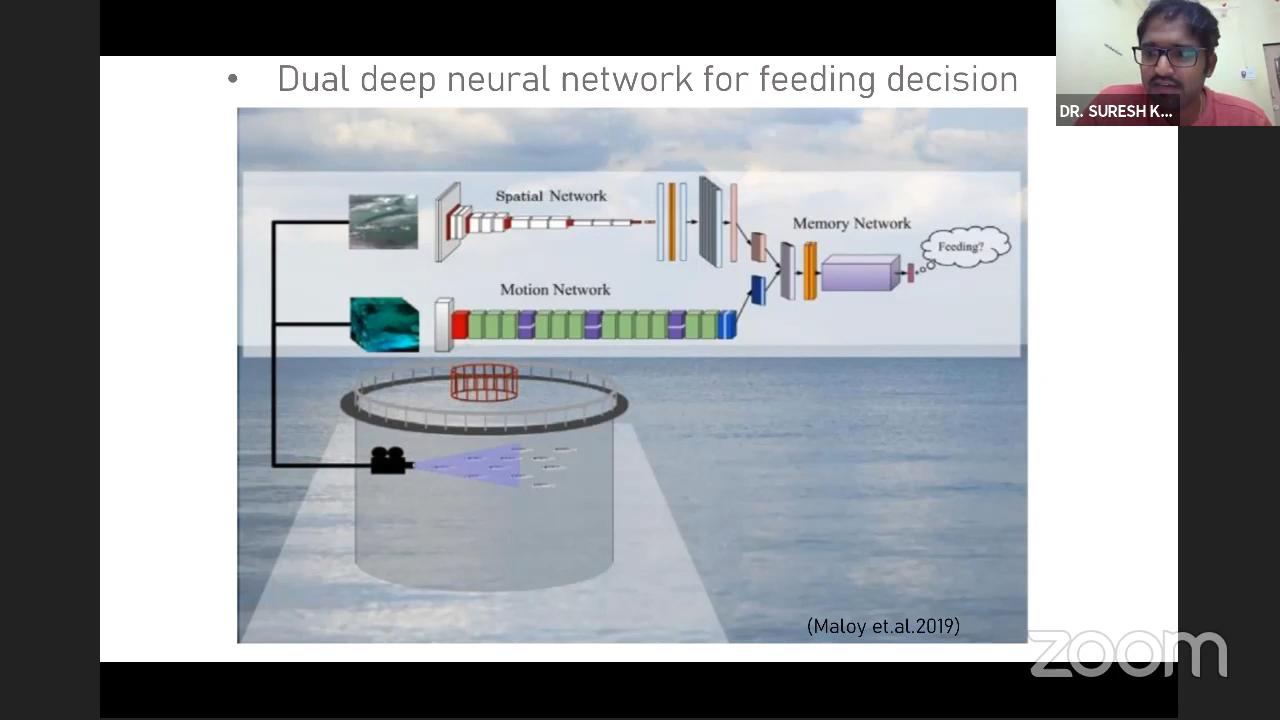 • Dual deep neural network for feeding decision
DR. SURESH K...
Spatial Network
Memory Network
Feeding?
Motion Network
(Maloy et.al.2019)
zoom